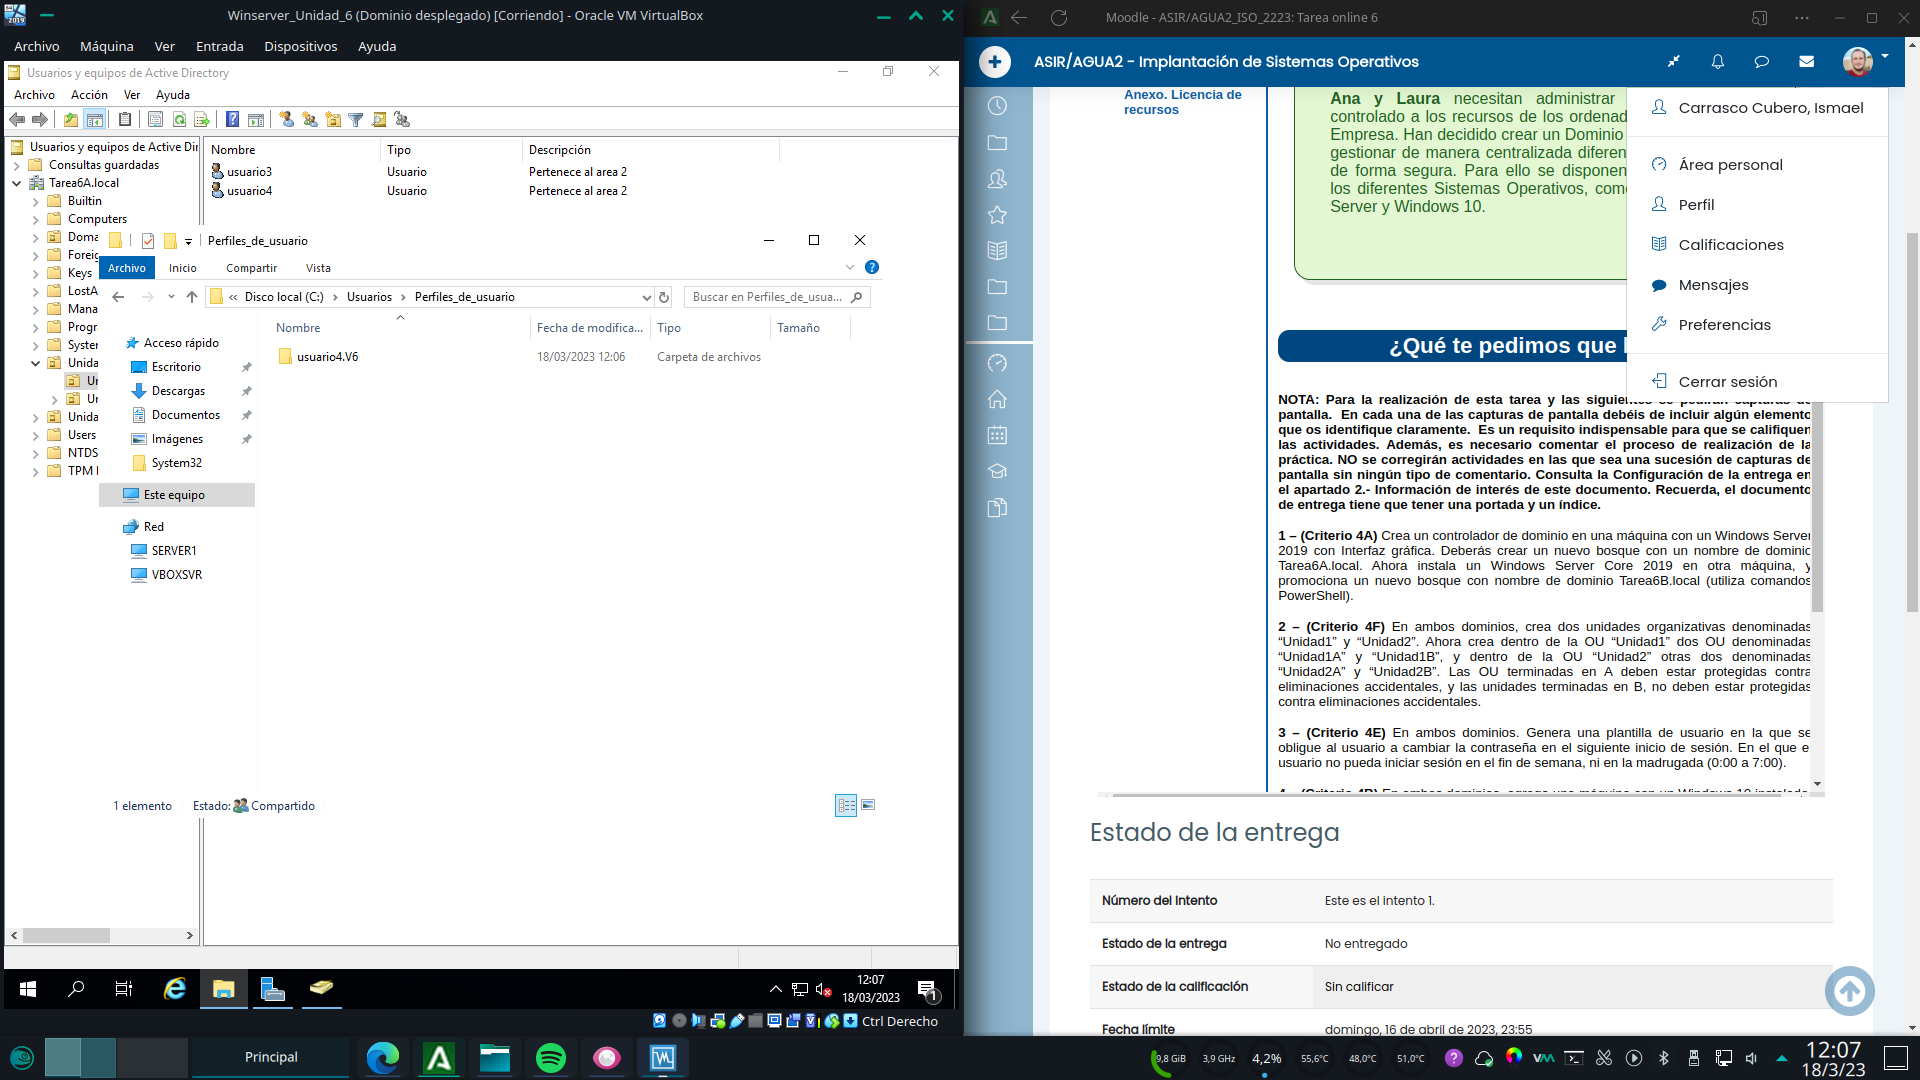 Winserver_Unidad_6 (Dominio desplegado) [Corriendo] - Oracle VM VirtualBox
Archivo Máquina Ver Entrada Dispositivos Ayuda
Usuarios y equipos de Active Directory
Archivo Acción Ver Ayuda
Usuarios y equipos de Active Dir
Consultas guardadas
Tarea6A.local
Builtin
Computers
Doma
Foreig
Keys
LostA
Mana
Progra
System
Unida
Un
Un
Unida
Users
NTDS
TPM
Nombre Tipo Descripción
usuario3 Usuario Pertenece al area 2
usuario4 Usuario Pertenece al area 2
Perfiles_de_usuario
Archivo Inicio Compartir Vista
« Disco local (C:) › Usuarios › Perfiles_de_usuario
Buscar en Perfiles_de_usua...
Acceso rápido
Escritorio
Descargas
Documentos
Imágenes
System32
Este equipo
Red
SERVER1
VBOXSVR
Nombre Fecha de modifica... Tipo Tamaño
usuario4.V6 18/03/2023 12:06 Carpeta de archivos
1 elemento Estado: Compartido
12:07
18/03/2023
1
Ctrl Derecho
Moodle - ASIR/AGUA2_ISO_2223: Tarea online 6
ASIR/AGUA2 - Implantación de Sistemas Operativos
Anexo. Licencia de
recursos
Ana y Laura necesitan administrar
controlado a los recursos de los ordenad
Empresa. Han decidido crear un Dominio
gestionar de manera centralizada diferen
de forma segura. Para ello se disponen
los diferentes Sistemas Operativos, como
Server y Windows 10.
Carrasco Cubero, Ismael
Área personal
Perfil
Calificaciones
Mensajes
Preferencias
Cerrar sesión
¿Qué te pedimos que
NOTA: Para la realización de esta tarea y las siguientes se pedirán capturas de
pantalla. En cada una de las capturas de pantalla debéis de incluir algún elemento
que os identifique claramente. Es un requisito indispensable para que se califiquen
las actividades. Además, es necesario comentar el proceso de realización de la
práctica. NO se corregirán actividades en las que sea una sucesión de capturas de
pantalla sin ningún tipo de comentario. Consulta la Configuración de la entrega en
el apartado 2.- Información de interés de este documento. Recuerda, el documento
de entrega tiene que tener una portada y un índice.
1 – (Criterio 4A) Crea un controlador de dominio en una máquina con un Windows Server
2019 con Interfaz gráfica. Deberás crear un nuevo bosque con un nombre de dominio
Tarea6A.local. Ahora instala un Windows Server Core 2019 en otra máquina, y
promociona un nuevo bosque con nombre de dominio Tarea6B.local (utiliza comandos
PowerShell).
2 – (Criterio 4F) En ambos dominios, crea dos unidades organizativas denominadas
“Unidad1” y “Unidad2”. Ahora crea dentro de la OU “Unidad1” dos OU denominadas
“Unidad1A” y “Unidad1B”, y dentro de la OU “Unidad2” otras dos denominadas
“Unidad2A” y “Unidad2B”. Las OU terminadas en A deben estar protegidas contra
eliminaciones accidentales, y las unidades terminadas en B, no deben estar protegidas
contra eliminaciones accidentales.
3 – (Criterio 4E) En ambos dominios. Genera una plantilla de usuario en la que se
obligue al usuario a cambiar la contraseña en el siguiente inicio de sesión. En el que el
usuario no pueda iniciar sesión en el fin de semana, ni en la madrugada (0:00 a 7:00).
Estado de la entrega
Número del Intento Este es el intento 1.
Estado de la entrega No entregado
Estado de la calificación Sin calificar
Fecha límite domingo, 16 de abril de 2023, 23:55
Principal
9,8 GiB 3,9 GHz 4,2% 55,6°C 48,0°C 51,0°C
12:07
18/3/23